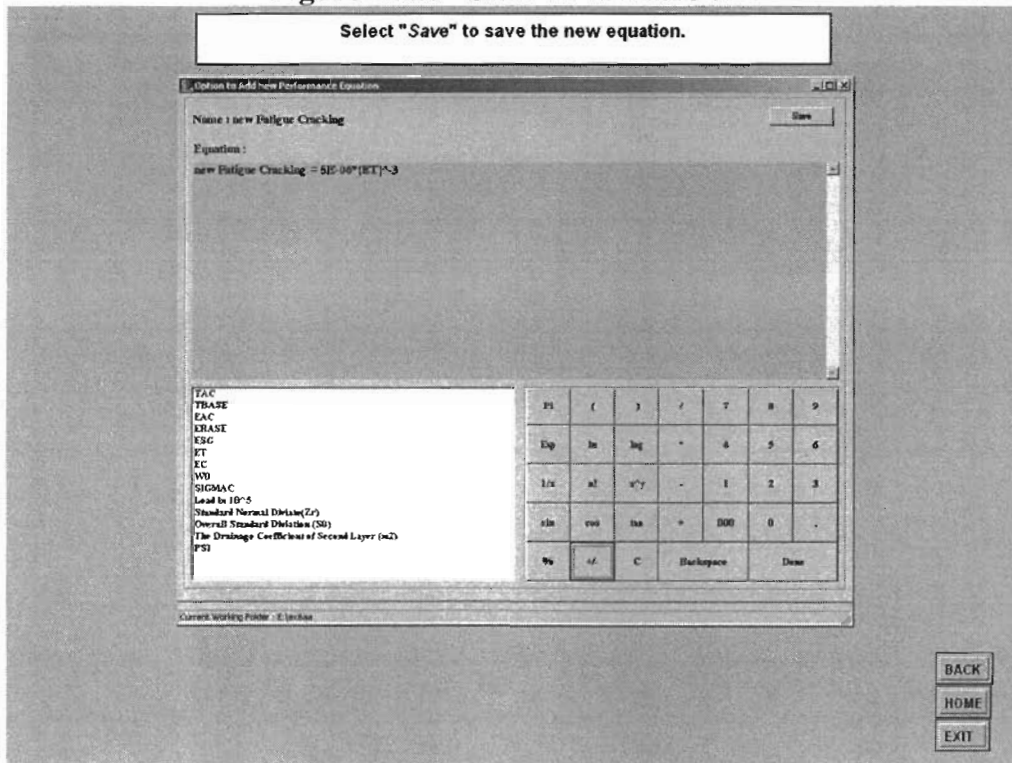 Select "Save" to save the new equation.
Option to Add new Performance Equation
Name : new Fatigue Cracking
Save
Equation :
new Fatigue Cracking = 5E-06*(ET)^-3
TAC
TBASE
EAC
EBASE
ESG
ET
EC
W0
SIGMAC
Load in 10^5
Standard Normal Diviate(Zr)
Overall Standard Diviation (S0)
The Drainage Coefficient of Second Layer (m2)
PSI
PI ( ) / 7 8 9
Exp ln log * 4 5 6
1/x n! x^y - 1 2 3
sin cos tan + 000 0 .
% +/- C Backspace Done
Current Working Folder :
BACK
HOME
EXIT